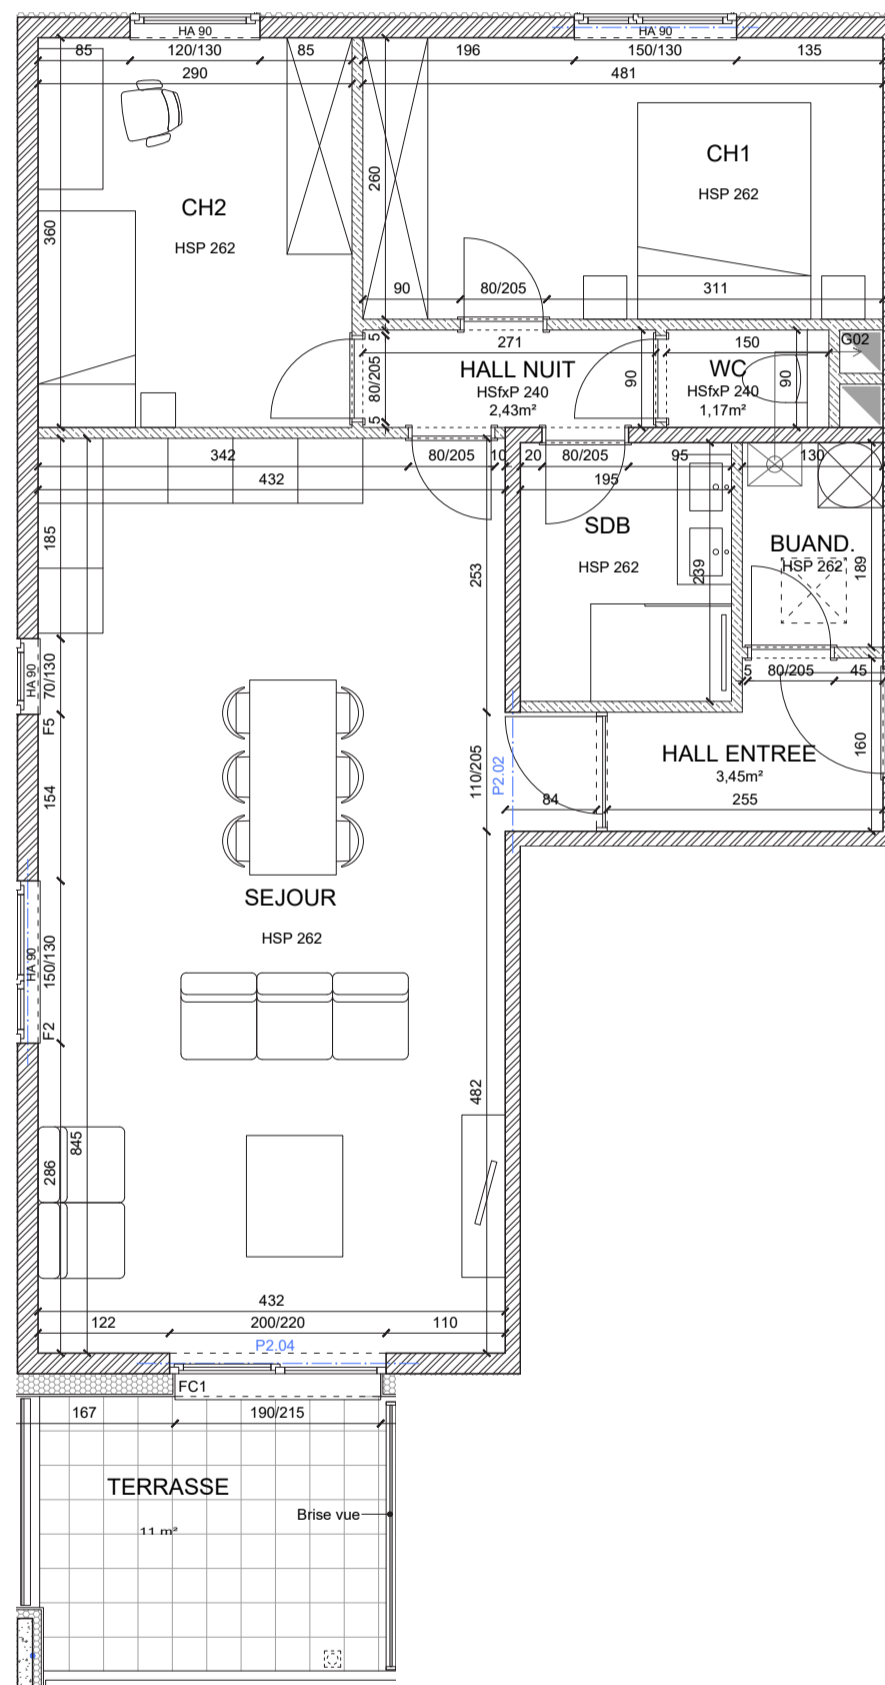 HA 90
HA 90
85
120/130
85
196
150/130
135
290
481
CH2
HSP 262
360
260
CH1
HSP 262
90
80/205
311
5
80/205
5
271
HALL NUIT
HSfxP 240
2,43m²
90
150
WC
HSfxP 240
1,17m²
90
G02
342
80/205
10
20
80/205
95
130
432
195
185
253
SDB
HSP 262
239
BUAND.
HSP 262
189
5
80/205
45
HA 90
70/130
F5
154
110/205
P2.02
HALL ENTREE
3,45m²
160
84
255
SEJOUR
HSP 262
HA 90
150/130
F2
482
845
286
432
122
200/220
110
P2.04
FC1
167
190/215
TERRASSE
11 m²
Brise vue